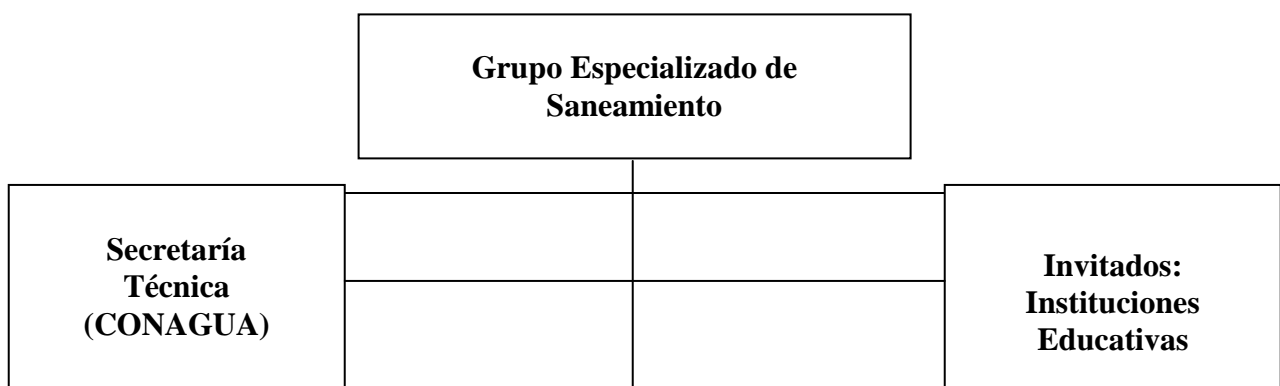 Grupo Especializado de
Saneamiento
Secretaría
Técnica
(CONAGUA)
Invitados:
Instituciones
Educativas